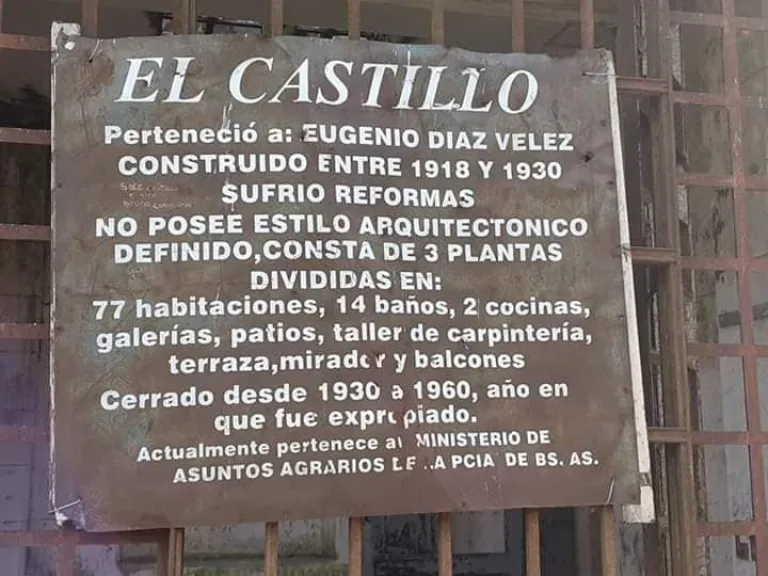 EL CASTILLO
Perteneció a: EUGENIO DIAZ VELEZ
CONSTRUIDO ENTRE 1918 Y 1930
SUFRIO REFORMAS
NO POSEE ESTILO ARQUITECTONICO
DEFINIDO, CONSTA DE 3 PLANTAS
DIVIDIDAS EN:
77 habitaciones, 14 baños, 2 cocinas,
galerías, patios, taller de carpintería,
terraza, mirador y balcones
Cerrado desde 1930 a 1960, año en
que fue expropiado.
Actualmente pertenece al MINISTERIO DE
ASUNTOS AGRARIOS DE LA PCIA DE BS. AS.